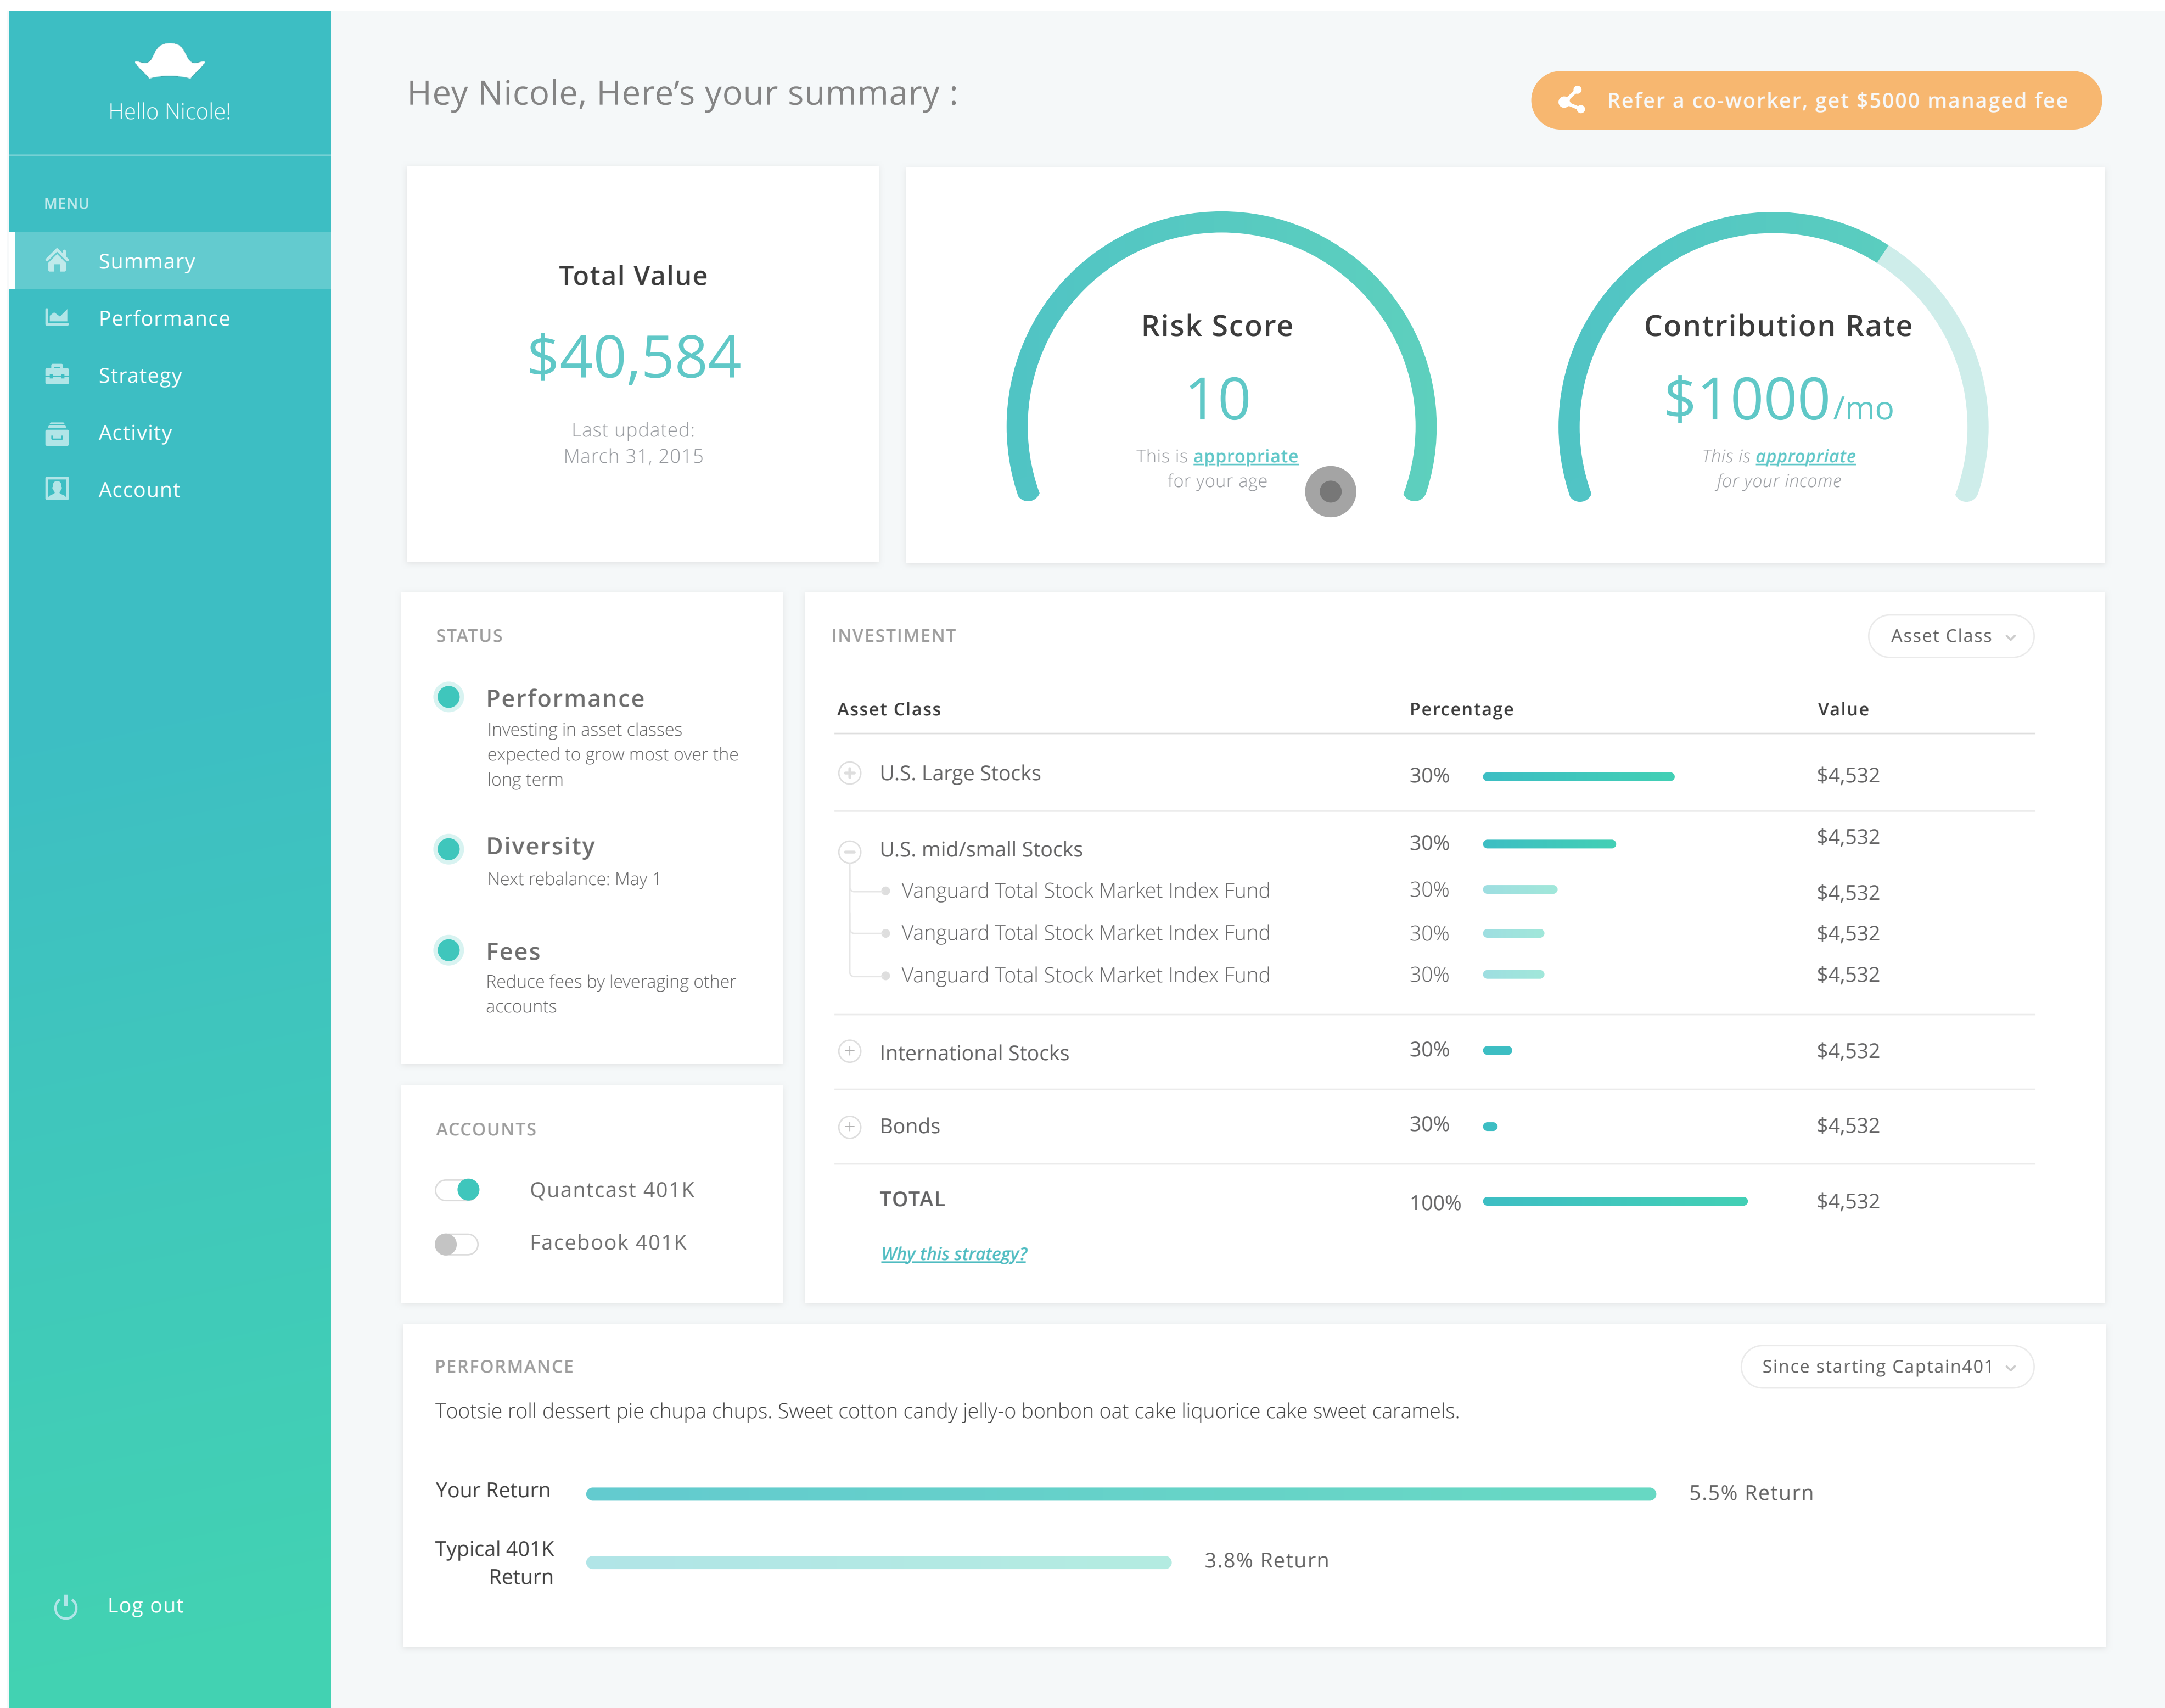 Hello Nicole!
MENU
Summary
Performance
Strategy
Activity
Account
Log out
Hey Nicole, Here’s your summary :
Refer a co-worker, get $5000 managed fee
Total Value
$40,584
Last updated:
March 31, 2015
Risk Score
10
This is appropriate
for your age
Contribution Rate
$1000/mo
This is appropriate
for your income
STATUS
Performance
Investing in asset classes
expected to grow most over the
long term
Diversity
Next rebalance: May 1
Fees
Reduce fees by leveraging other
accounts
ACCOUNTS
Quantcast 401K
Facebook 401K
INVESTIMENT
Asset Class
Asset Class Percentage Value
U.S. Large Stocks 30% $4,532
U.S. mid/small Stocks 30% $4,532
Vanguard Total Stock Market Index Fund 30% $4,532
Vanguard Total Stock Market Index Fund 30% $4,532
Vanguard Total Stock Market Index Fund 30% $4,532
International Stocks 30% $4,532
Bonds 30% $4,532
TOTAL 100% $4,532
Why this strategy?
PERFORMANCE
Since starting Captain401
Tootsie roll dessert pie chupa chups. Sweet cotton candy jelly-o bonbon oat cake liquorice cake sweet caramels.
Your Return 5.5% Return
Typical 401K
Return
3.8% Return